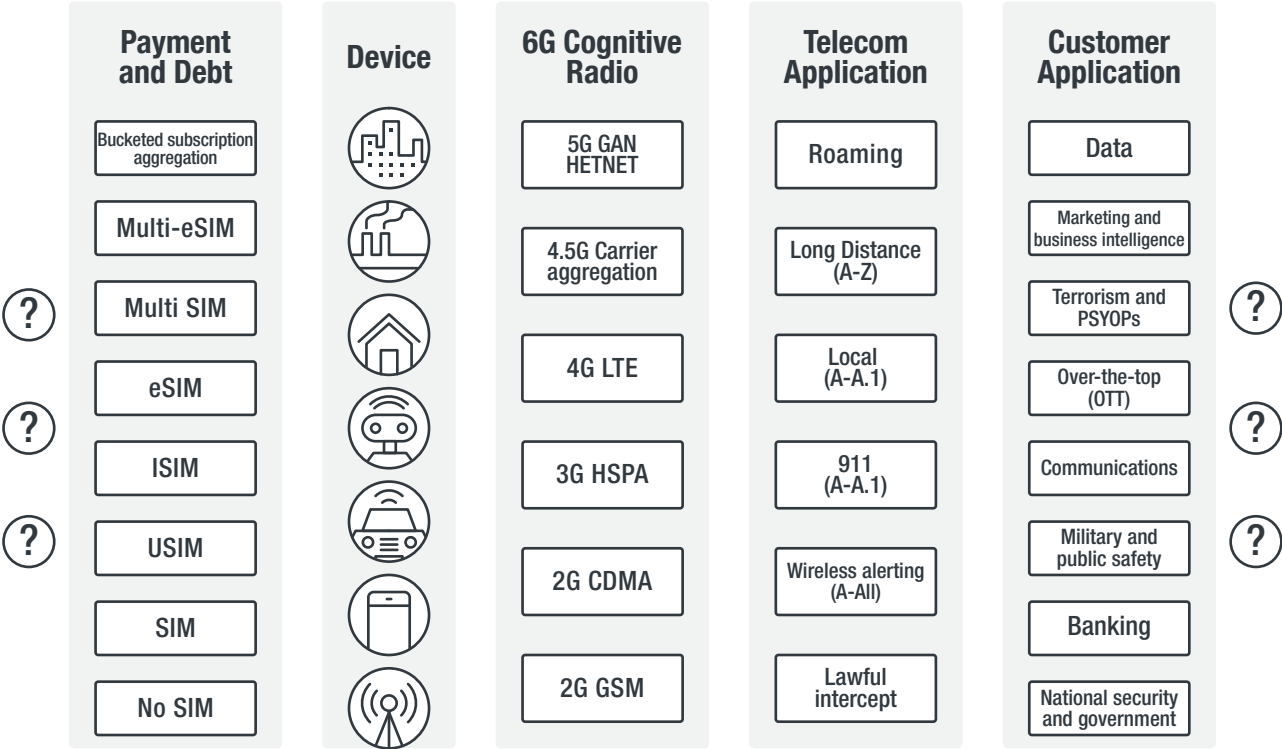 Payment
and Debt
Bucketed subscription
aggregation
Multi-eSIM
Multi SIM
eSIM
ISIM
USIM
SIM
No SIM
?
?
?
Device
6G Cognitive
Radio
5G GAN
HETNET
4.5G Carrier
aggregation
4G LTE
3G HSPA
2G CDMA
2G GSM
Telecom
Application
Roaming
Long Distance
(A-Z)
Local
(A-A.1)
911
(A-A.1)
Wireless alerting
(A-All)
Lawful
intercept
Customer
Application
Data
Marketing and
business intelligence
Terrorism and
PSYOPs
Over-the-top
(OTT)
Communications
Military and
public safety
Banking
National security
and government
?
?
?